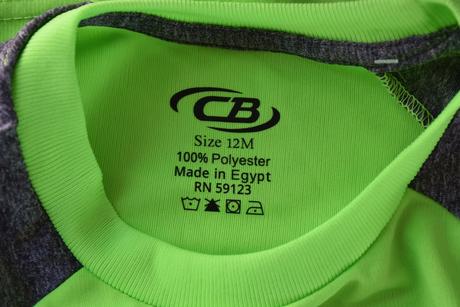 CB
Size 12M
100% Polyester
Made in Egypt
RN 59123